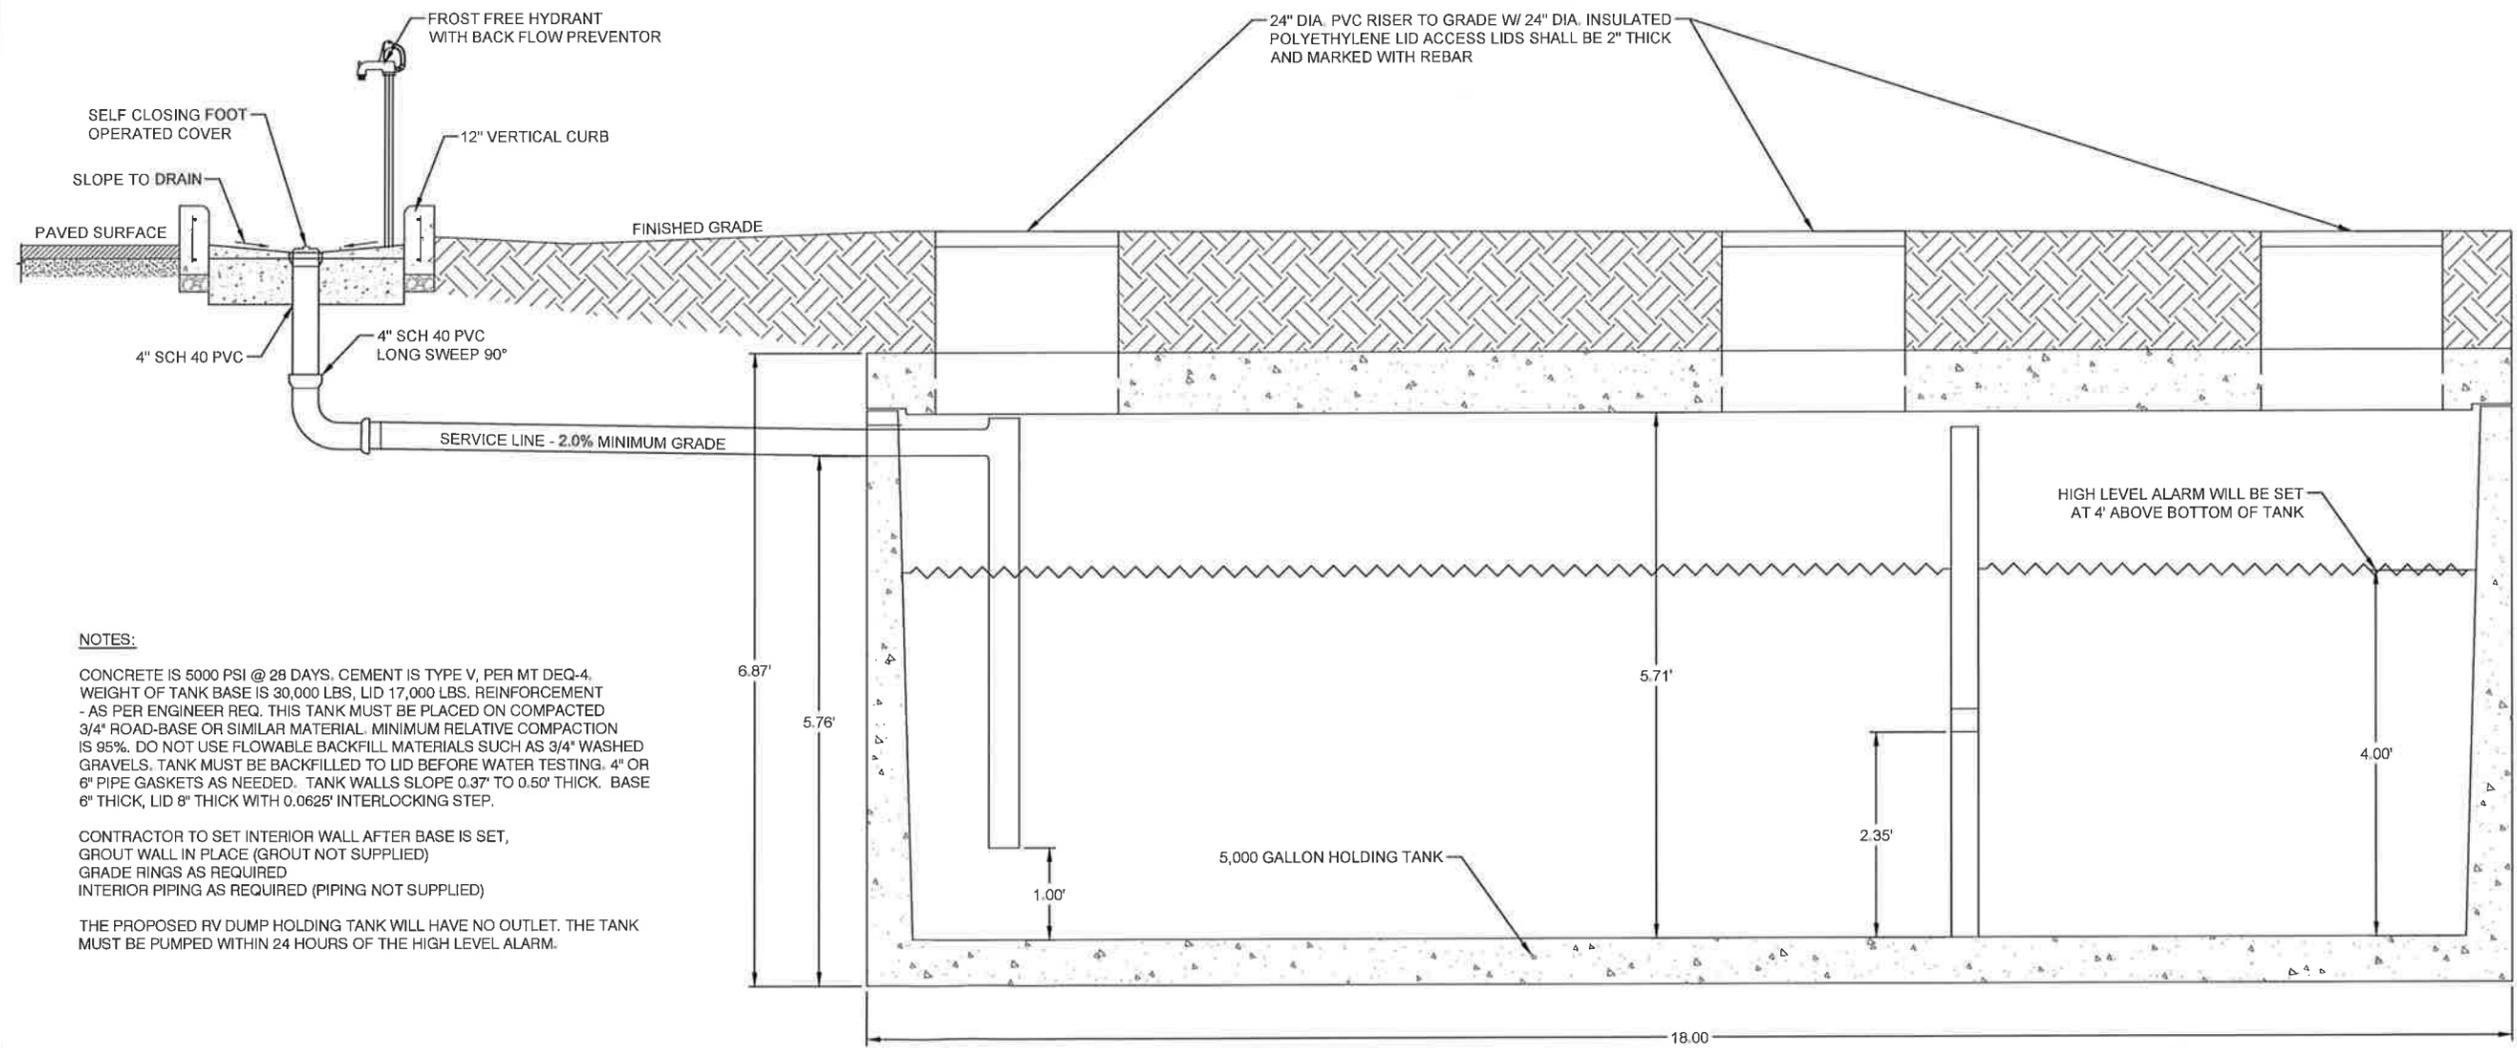 FROST FREE HYDRANT
WITH BACK FLOW PREVENTOR
24" DIA. PVC RISER TO GRADE W/ 24" DIA. INSULATED
POLYETHYLENE LID ACCESS LIDS SHALL BE 2" THICK
AND MARKED WITH REBAR
SELF CLOSING FOOT
OPERATED COVER
12" VERTICAL CURB
SLOPE TO DRAIN
PAVED SURFACE
FINISHED GRADE
4" SCH 40 PVC
4" SCH 40 PVC
LONG SWEEP 90°
SERVICE LINE - 2.0% MINIMUM GRADE
HIGH LEVEL ALARM WILL BE SET
AT 4' ABOVE BOTTOM OF TANK
6.87'
5.76'
5.71'
4.00'
2.35'
1.00'
5,000 GALLON HOLDING TANK
18.00
NOTES:
CONCRETE IS 5000 PSI @ 28 DAYS. CEMENT IS TYPE V, PER MT DEQ-4.
WEIGHT OF TANK BASE IS 30,000 LBS, LID 17,000 LBS. REINFORCEMENT
- AS PER ENGINEER REQ. THIS TANK MUST BE PLACED ON COMPACTED
3/4" ROAD-BASE OR SIMILAR MATERIAL. MINIMUM RELATIVE COMPACTION
IS 95%. DO NOT USE FLOWABLE BACKFILL MATERIALS SUCH AS 3/4" WASHED
GRAVELS. TANK MUST BE BACKFILLED TO LID BEFORE WATER TESTING. 4" OR
6" PIPE GASKETS AS NEEDED. TANK WALLS SLOPE 0.37' TO 0.50' THICK. BASE
6" THICK, LID 8" THICK WITH 0.0625' INTERLOCKING STEP.
CONTRACTOR TO SET INTERIOR WALL AFTER BASE IS SET,
GROUT WALL IN PLACE (GROUT NOT SUPPLIED)
GRADE RINGS AS REQUIRED
INTERIOR PIPING AS REQUIRED (PIPING NOT SUPPLIED)
THE PROPOSED RV DUMP HOLDING TANK WILL HAVE NO OUTLET. THE TANK
MUST BE PUMPED WITHIN 24 HOURS OF THE HIGH LEVEL ALARM.